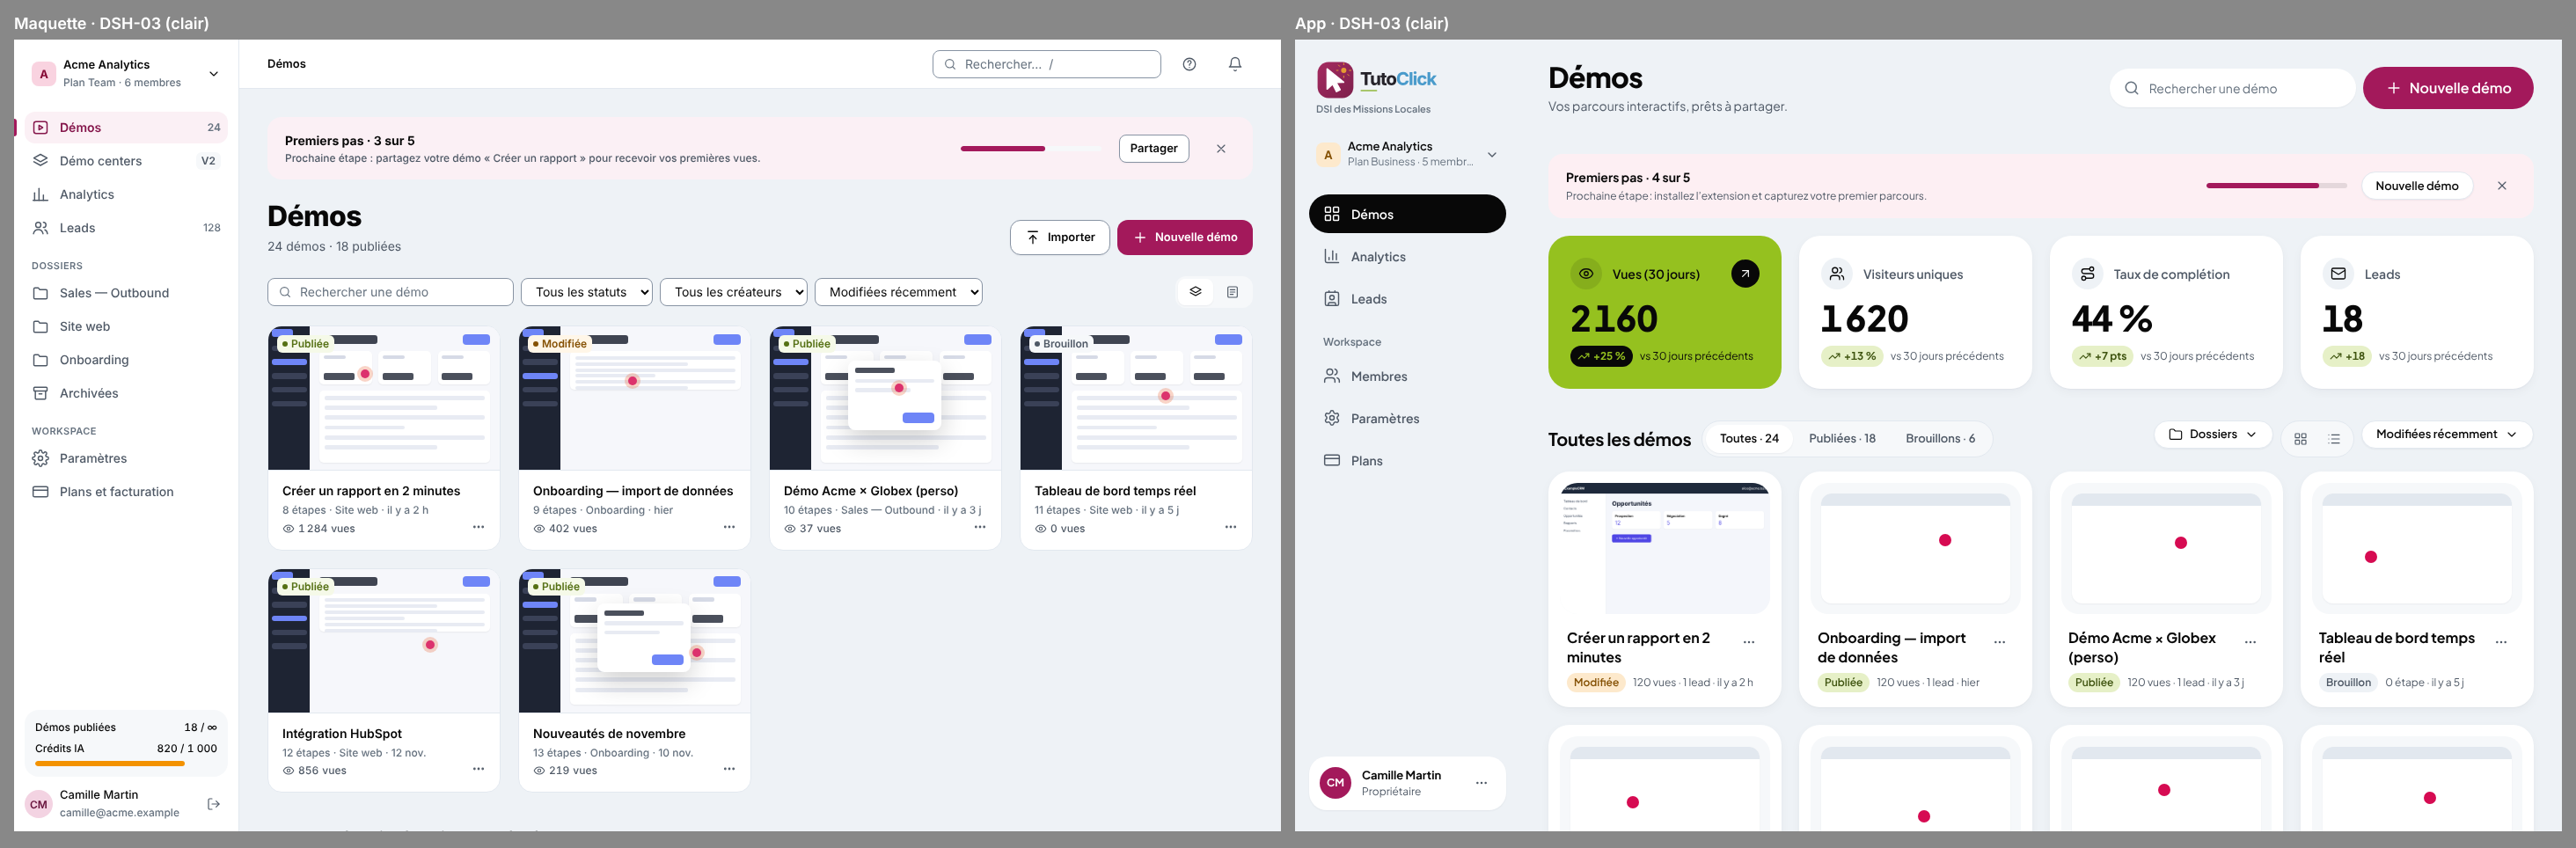 Maquette · DSH-03 (clair)
A
Acme Analytics
Plan Team · 6 membres
Démos 24
Démo centers V2
Analytics
Leads 128
DOSSIERS
Sales — Outbound
Site web
Onboarding
Archivées
WORKSPACE
Paramètres
Plans et facturation
Démos publiées 18 / ∞
Crédits IA 820 / 1 000
CM
Camille Martin
camille@acme.example
Démos
Rechercher... /
Premiers pas · 3 sur 5
Prochaine étape : partagez votre démo « Créer un rapport » pour recevoir vos premières vues.
Partager
Démos
24 démos · 18 publiées
Importer
Nouvelle démo
Rechercher une démo
Tous les statuts
Tous les créateurs
Modifiées récemment
Publiée
Créer un rapport en 2 minutes
8 étapes · Site web · il y a 2 h
1 284 vues
Modifiée
Onboarding — import de données
9 étapes · Onboarding · hier
402 vues
Publiée
Démo Acme × Globex (perso)
10 étapes · Sales — Outbound · il y a 3 j
37 vues
Brouillon
Tableau de bord temps réel
11 étapes · Site web · il y a 5 j
0 vues
Publiée
Intégration HubSpot
12 étapes · Site web · 12 nov.
856 vues
Publiée
Nouveautés de novembre
13 étapes · Onboarding · 10 nov.
219 vues
App · DSH-03 (clair)
TutoClick
DSI des Missions Locales
A
Acme Analytics
Plan Business · 5 membr...
Démos
Analytics
Leads
Workspace
Membres
Paramètres
Plans
CM
Camille Martin
Propriétaire
Démos
Vos parcours interactifs, prêts à partager.
Rechercher une démo
Nouvelle démo
Premiers pas · 4 sur 5
Prochaine étape : installez l'extension et capturez votre premier parcours.
Nouvelle démo
Vues (30 jours)
2 160
+25 % vs 30 jours précédents
Visiteurs uniques
1 620
+13 % vs 30 jours précédents
Taux de complétion
44 %
+7 pts vs 30 jours précédents
Leads
18
+18 vs 30 jours précédents
Toutes les démos
Toutes · 24
Publiées · 18
Brouillons · 6
Dossiers
Modifiées récemment
Opportunités
12
5
8
Créer un rapport en 2
minutes
Modifiée 120 vues · 1 lead · il y a 2 h
Onboarding — import
de données
Publiée 120 vues · 1 lead · hier
Démo Acme × Globex
(perso)
Publiée 120 vues · 1 lead · il y a 3 j
Tableau de bord temps
réel
Brouillon 0 étape · il y a 5 j